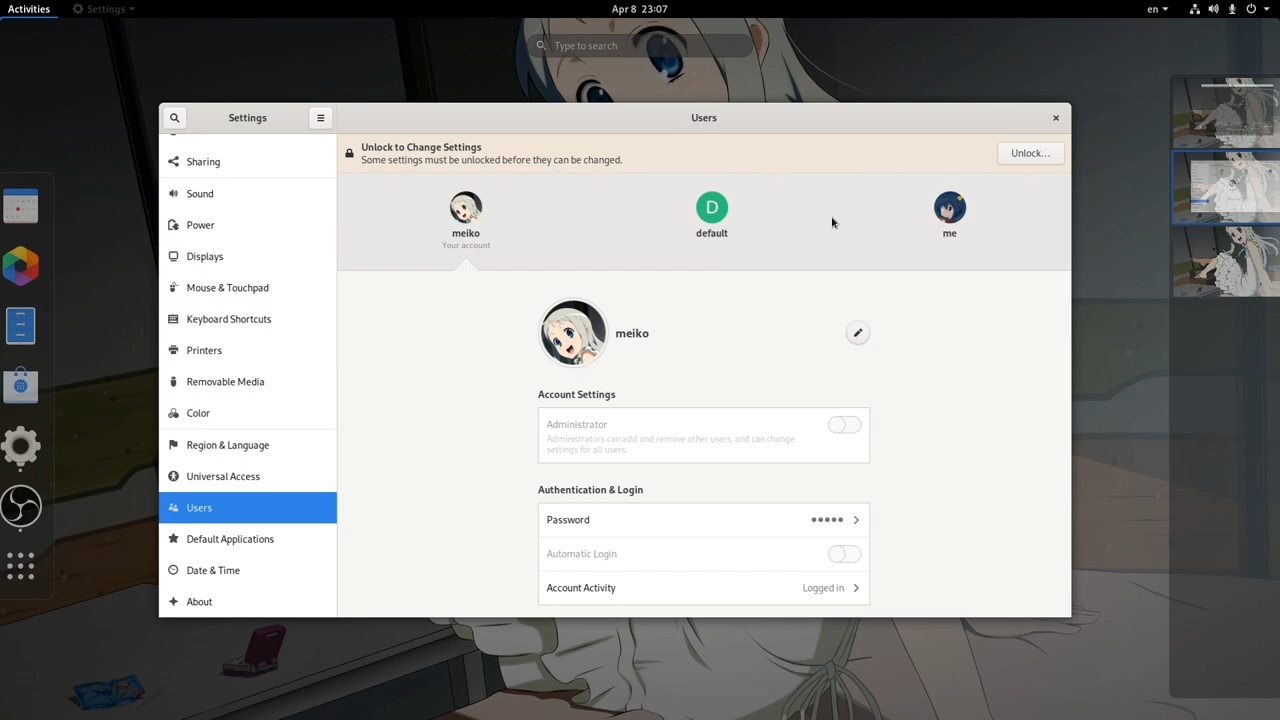 Activities
Settings
Apr 8 23:07
en
Type to search
Settings
Users
Unlock to Change Settings
Some settings must be unlocked before they can be changed.
Unlock...
Sharing
Sound
Power
Displays
Mouse & Touchpad
Keyboard Shortcuts
Printers
Removable Media
Color
Region & Language
Universal Access
Users
Default Applications
Date & Time
About
meiko
Your account
D
default
me
meiko
Account Settings
Administrator
Administrators can add and remove other users, and can change
settings for all users.
Authentication & Login
Password
●●●●●
Automatic Login
Account Activity
Logged in